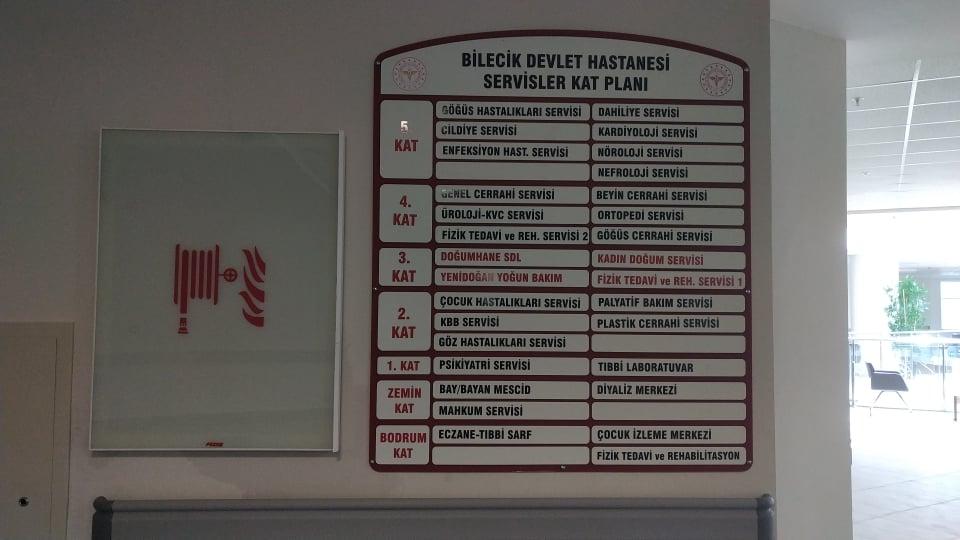 BİLECİK DEVLET HASTANESİ
SERVİSLER KAT PLANI
5. KAT
GÖĞÜS HASTALIKLARI SERVİSİ
DAHİLİYE SERVİSİ
CİLDİYE SERVİSİ
KARDİYOLOJİ SERVİSİ
ENFEKSİYON HAST. SERVİSİ
NÖROLOJİ SERVİSİ
NEFROLOJİ SERVİSİ
4. KAT
GENEL CERRAHİ SERVİSİ
BEYİN CERRAHİ SERVİSİ
ÜROLOJİ-KVC SERVİSİ
ORTOPEDİ SERVİSİ
FİZİK TEDAVİ ve REH. SERVİSİ 2
GÖĞÜS CERRAHİ SERVİSİ
3. KAT
DOĞUMHANE SDL
KADIN DOĞUM SERVİSİ
YENİDOĞAN YOĞUN BAKIM
FİZİK TEDAVİ ve REH. SERVİSİ 1
2. KAT
ÇOCUK HASTALIKLARI SERVİSİ
PALYATİF BAKIM SERVİSİ
KBB SERVİSİ
PLASTİK CERRAHİ SERVİSİ
GÖZ HASTALIKLARI SERVİSİ
1. KAT
PSİKİYATRİ SERVİSİ
TIBBİ LABORATUVAR
ZEMİN KAT
BAY/BAYAN MESCİD
DİYALİZ MERKEZİ
MAHKUM SERVİSİ
BODRUM KAT
ECZANE-TIBBİ SARF
ÇOCUK İZLEME MERKEZİ
FİZİK TEDAVİ ve REHABİLİTASYON